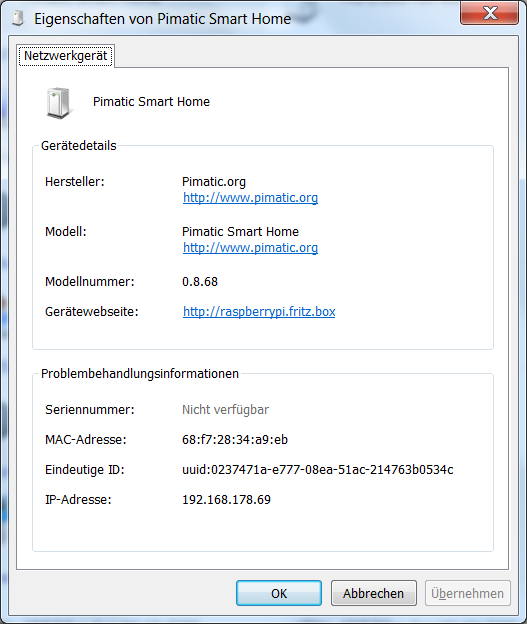 Eigenschaften von Pimatic Smart Home
Netzwerkgerät
Pimatic Smart Home
Gerätedetails
Hersteller: Pimatic.org
http://www.pimatic.org
Modell: Pimatic Smart Home
http://www.pimatic.org
Modellnummer: 0.8.68
Gerätewebseite: http://raspberrypi.fritz.box
Problembehandlungsinformationen
Seriennummer: Nicht verfügbar
MAC-Adresse: 68:f7:28:34:a9:eb
Eindeutige ID: uuid:0237471a-e777-08ea-51ac-214763b0534c
IP-Adresse: 192.168.178.69
OK Abbrechen Übernehmen